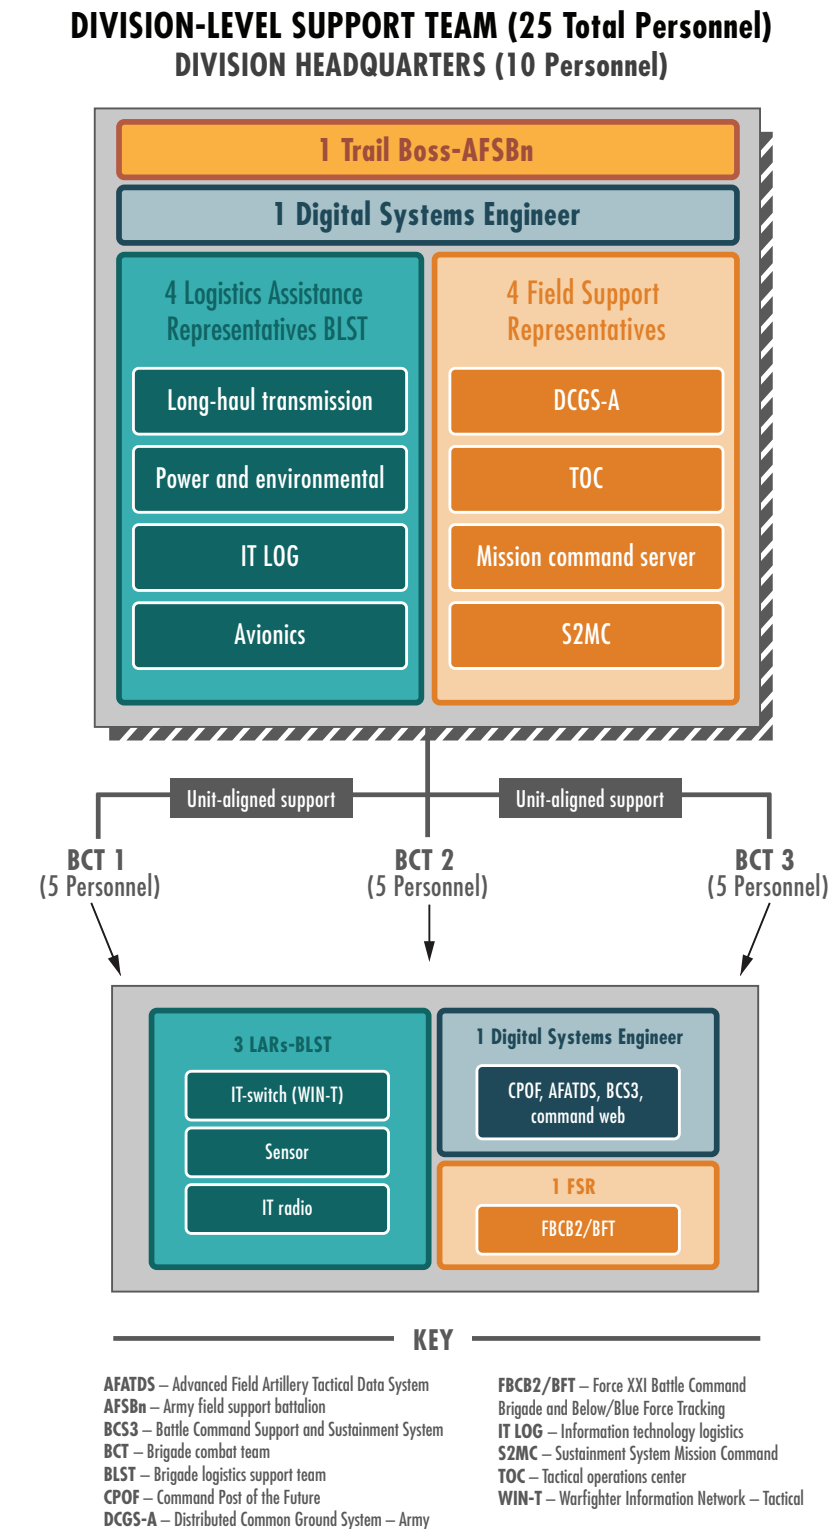 DIVISION-LEVEL SUPPORT TEAM (25 Total Personnel)
DIVISION HEADQUARTERS (10 Personnel)
1 Trail Boss-AFSBn
1 Digital Systems Engineer
4 Logistics Assistance
Representatives BLST
Long-haul transmission
Power and environmental
IT LOG
Avionics
4 Field Support
Representatives
DCGS-A
TOC
Mission command server
S2MC
Unit-aligned support
Unit-aligned support
BCT 1
(5 Personnel)
BCT 2
(5 Personnel)
BCT 3
(5 Personnel)
3 LARs-BLST
IT-switch (WIN-T)
Sensor
IT radio
1 Digital Systems Engineer
CPOF, AFATDS, BCS3,
command web
1 FSR
FBCB2/BFT
KEY
AFATDS – Advanced Field Artillery Tactical Data System
AFSBn – Army field support battalion
BCS3 – Battle Command Support and Sustainment System
BCT – Brigade combat team
BLST – Brigade logistics support team
CPOF – Command Post of the Future
DCGS-A – Distributed Common Ground System – Army
FBCB2/BFT – Force XXI Battle Command
Brigade and Below/Blue Force Tracking
IT LOG – Information technology logistics
S2MC – Sustainment System Mission Command
TOC – Tactical operations center
WIN-T – Warfighter Information Network – Tactical